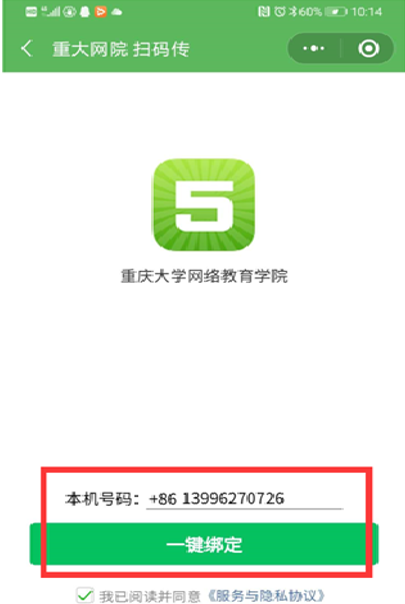 60% 10:14
重大网院 扫码传
5
重庆大学网络教育学院
本机号码： +86 13996270726
一键绑定
我已阅读并同意《服务与隐私协议》